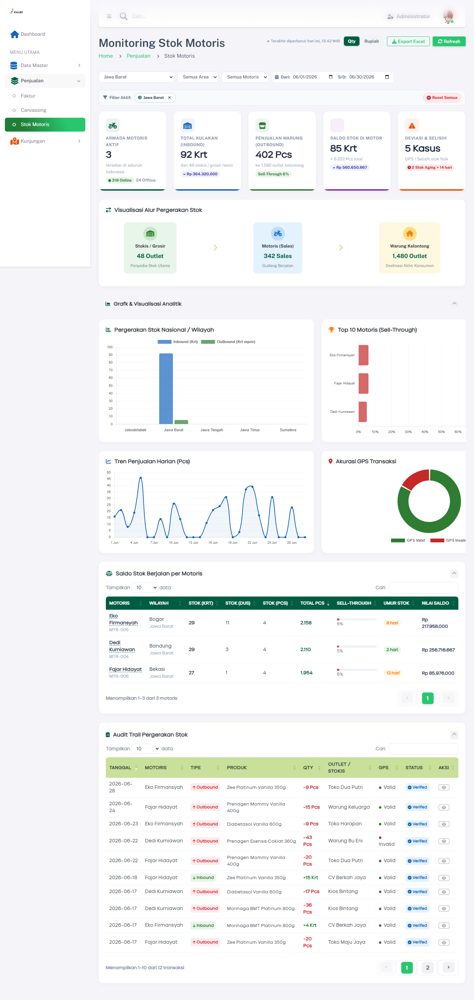 KALBE
Cari...
Administrator
Dashboard
MENU UTAMA
Data Master
Penjualan
Faktur
Canvassing
Stok Motoris
Kunjungan
Monitoring Stok Motoris
Terakhir diperbarui: hari ini, 13.42 WIB
Qty
Rupiah
Export Excel
Refresh
Home > Penjualan > Stok Motoris
Jawa Barat
Semua Area
Semua Motoris
Dari: 06/01/2026
S/D: 06/30/2026
Filter Aktif:
Jawa Barat
Reset Semua
ARMADA MOTORIS
AKTIF
3
tersebar di seluruh
Indonesia
318 Online
24 Offline
TOTAL KULAKAN
(INBOUND)
92 Krt
dari 48 stokis / grosir resmi
≈ Rp 364.320.000
PENJUALAN WARUNG
(OUTBOUND)
402 Pcs
ke 1,580 outlet kelontong
Sell-Through 6%
SALDO STOK DI MOTOR
85 Krt
≈ 6.222 Pcs total
≈ Rp 560.650.667
DEVIASI & SELISIH
5 Kasus
GPS / Selisih stok fisik
2 Stok Aging > 14 hari
Visualisasi Alur Pergerakan Stok
Stokis / Grosir
48 Outlet
Penyedia Stok Utama
Motoris (Sales)
342 Sales
Gudang Berjalan
Warung Kelontong
1,480 Outlet
Destinasi Akhir Konsumen
Grafk & Visualisasi Analitik
Pergerakan Stok Nasional / Wilayah
Inbound (Krt)
Outbound (Krt equiv)
100
90
80
70
60
50
40
30
20
10
0
Jabodetabek
Jawa Barat
Jawa Tengah
Jawa Timur
Sumatera
Top 10 Motoris (Sell-Through)
Eko Firmansyah
Fajar Hidayat
Dedi Kurniawan
0%
10%
20%
30%
40%
50%
60%
Tren Penjualan Harian (Pcs)
50
45
40
35
30
25
20
15
10
5
0
1 Jun
4 Jun
7 Jun
10 Jun
13 Jun
16 Jun
19 Jun
22 Jun
25 Jun
28 Jun
Akurasi GPS Transaksi
GPS Valid
GPS Invalid
Saldo Stok Berjalan per Motoris
Tampilkan 10 data
Cari:
MOTORIS WILAYAH STOK (KRT) STOK (DUS) STOK (PCS) TOTAL PCS SELL-THROUGH UMUR STOK NILAI SALDO
Eko
Firmansyah
MTR-005
Bogor
Jawa Barat
29
11
4
2.158
6%
8 hari
Rp
217.958.000
Dedi
Kurniawan
MTR-004
Bandung
Jawa Barat
29
3
4
2.110
5%
2 hari
Rp 256.716.667
Fajar Hidayat
MTR-006
Bekasi
Jawa Barat
27
1
4
1.954
6%
12 hari
Rp 85.976.000
Menampilkan 1-3 dari 3 motoris
‹ 1 ›
Audit Trail Pergerakan Stok
Tampilkan 10 data
Cari:
TANGGAL MOTORIS TIPE PRODUK QTY OUTLET /
STOKIS GPS STATUS AKSI
2026-06-
28 Eko Firmansyah Outbound Zee Platinum Vanilla 350g -9 Pcs Toko Dua Putri Valid Verifed
2026-06-
24 Fajar Hidayat Outbound Prenagen Mommy Vanilla
400g -15 Pcs Warung Keluarga Valid Verifed
2026-06-23 Eko Firmansyah Outbound Diabetasol Vanilla 600g -9 Pcs Toko Harapan Valid Verifed
2026-06-22 Dedi Kurniawan Outbound Prenagen Esensis Coklat 360g -43
Pcs Warung Bu Eni Invalid Verifed
2026-06-22 Fajar Hidayat Outbound Prenagen Mommy Vanilla
400g -20
Pcs Toko Dua Putri Valid Verifed
2026-06-18 Fajar Hidayat Inbound Zee Platinum Vanilla 350g +15 Krt CV Berkah Jaya Valid Verifed
2026-06-17 Dedi Kurniawan Outbound Diabetasol Vanilla 600g -17 Pcs Kios Bintang Valid Verifed
2026-06-17 Dedi Kurniawan Outbound Morinaga BMT Platinum 800g -36
Pcs Kios Bintang Valid Verifed
2026-06-17 Eko Firmansyah Inbound Morinaga BMT Platinum 800g +4 Krt CV Berkah Jaya Valid Verifed
2026-06-17 Fajar Hidayat Outbound Zee Platinum Vanilla 350g -20
Pcs Toko Maju Jaya Valid Verifed
Menampilkan 1-10 dari 12 transaksi
‹ 1 2 ›